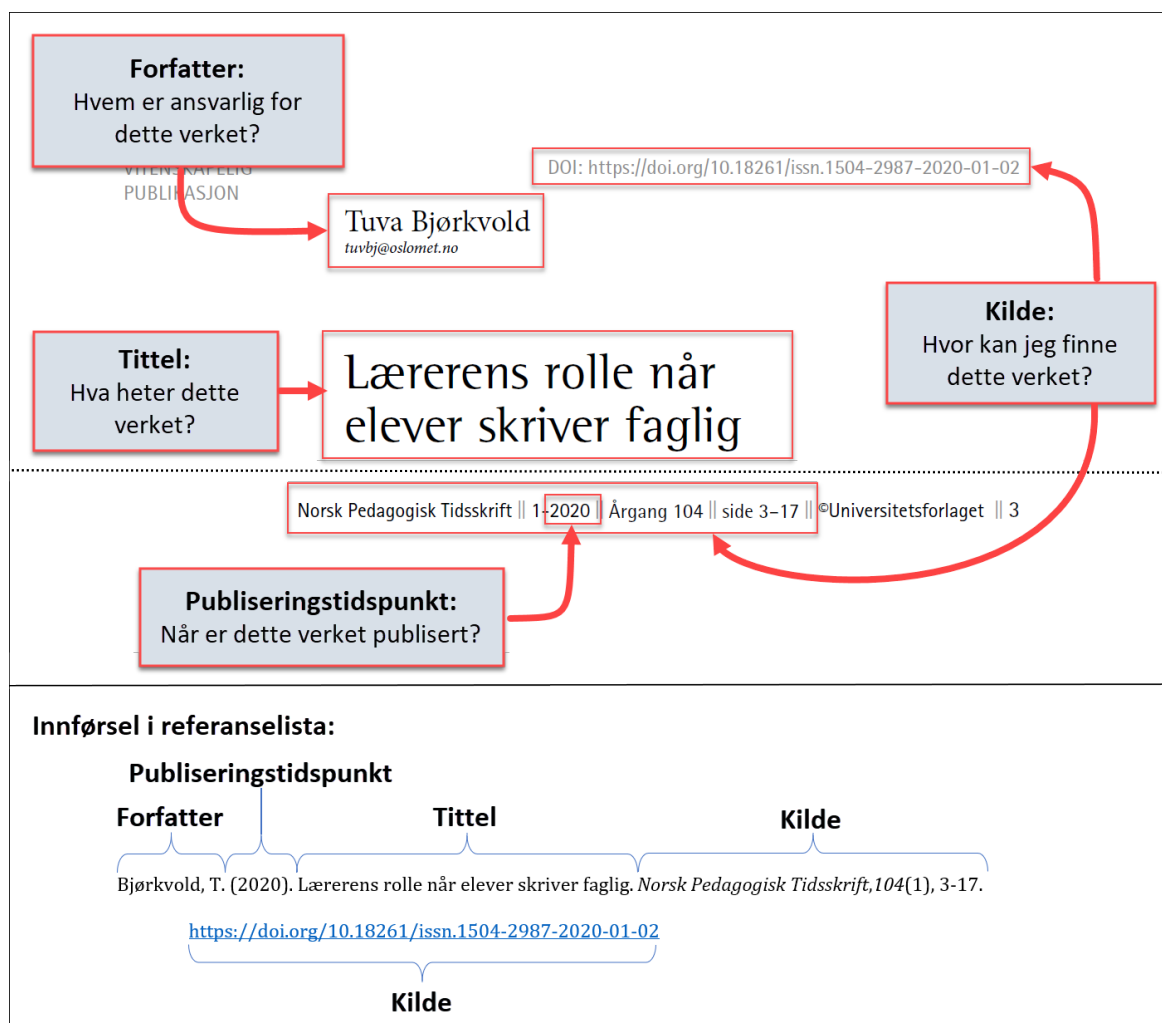 Forfatter:
Hvem er ansvarlig for
dette verket?
VITENSKAPELIG
PUBLIKASJON
DOI: https://doi.org/10.18261/issn.1504-2987-2020-01-02
Tuva Bjørkvold
tuvbj@oslomet.no
Kilde:
Hvor kan jeg finne
dette verket?
Tittel:
Hva heter dette
verket?
Lærerens rolle når
elever skriver faglig
Norsk Pedagogisk Tidsskrift || 1-2020 || Årgang 104 || side 3–17 || ©Universitetsforlaget || 3
Publiseringstidspunkt:
Når er dette verket publisert?
Innførsel i referanselista:
Publiseringstidspunkt
Forfatter Tittel Kilde
Bjørkvold, T. (2020). Lærerens rolle når elever skriver faglig. Norsk Pedagogisk Tidsskrift,104(1), 3-17.
https://doi.org/10.18261/issn.1504-2987-2020-01-02
Kilde